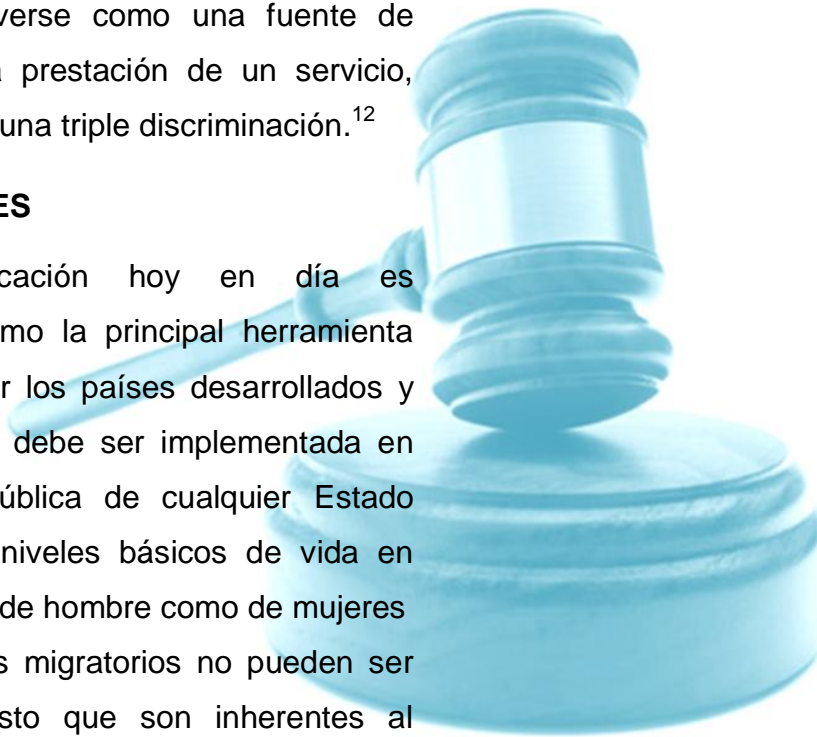 verse como una fuente de
prestación de un servicio,
una triple discriminación.12
ES
cación hoy en día es
mo la principal herramienta
r los países desarrollados y
debe ser implementada en
ública de cualquier Estado
niveles básicos de vida en
de hombre como de mujeres
s migratorios no pueden ser
sto que son inherentes al